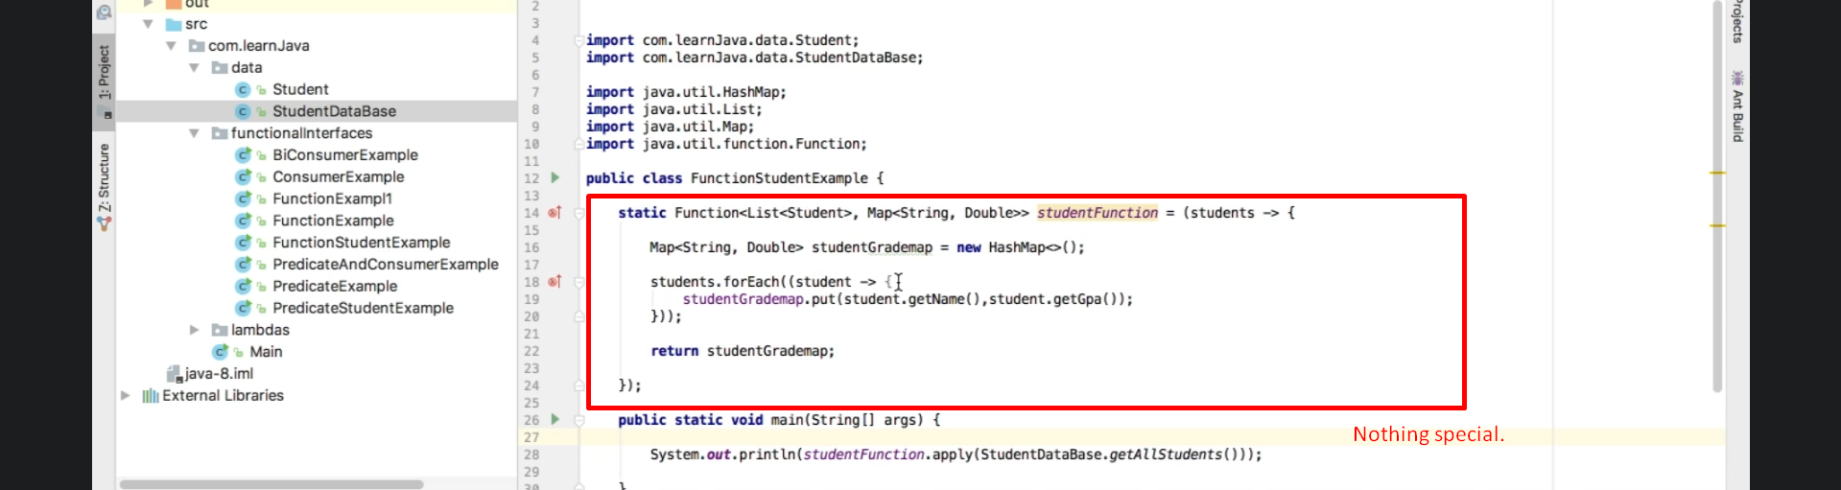 out
src
com.learnJava
data
Student
StudentDataBase
functionalInterfaces
BiConsumerExample
ConsumerExample
FunctionExampl1
FunctionExample
FunctionStudentExample
PredicateAndConsumerExample
PredicateExample
PredicateStudentExample
lambdas
Main
java-8.iml
External Libraries
1: Project
Z: Structure
2
3
4 import com.learnJava.data.Student;
5 import com.learnJava.data.StudentDataBase;
6
7 import java.util.HashMap;
8 import java.util.List;
9 import java.util.Map;
10 import java.util.function.Function;
11
12 public class FunctionStudentExample {
13
14 static Function<List<Student>, Map<String, Double>> studentFunction = (students -> {
15
16 Map<String, Double> studentGrademap = new HashMap<>();
17
18 students.forEach((student -> {
19 studentGrademap.put(student.getName(),student.getGpa());
20 }));
21
22 return studentGrademap;
23
24 });
25
26 public static void main(String[] args) {
27
Nothing special.
28 System.out.println(studentFunction.apply(StudentDataBase.getAllStudents()));
29
30 }
Projects
Ant Build